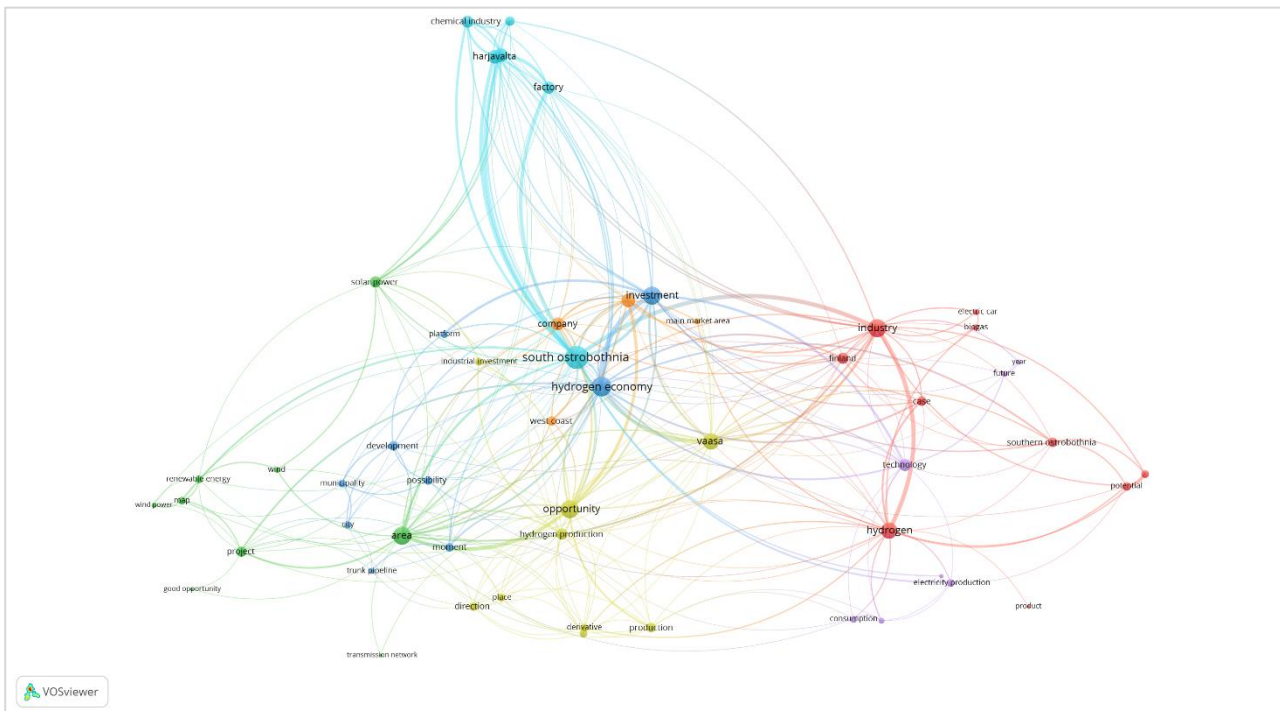 chemical industry
harjavalta
factory
solar power
investment
main market area
company
platform
industrial investment
south ostrobothnia
hydrogen economy
west coast
industry
finland
electric car
biogas
year
future
case
southern ostrobothnia
vaasa
technology
potential
development
renewable energy
wind
wind power
map
municipality
possibility
opportunity
hydrogen
area
hydrogen production
moment
project
trunk pipeline
good opportunity
electricity production
place
direction
product
consumption
derivative
production
transmission network
VOSviewer